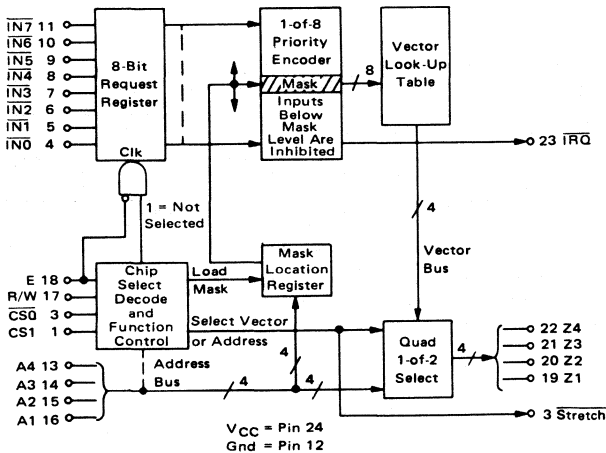 IN7 11
IN6 10
IN5 9
IN4 8
IN3 7
IN2 6
IN1 5
IN0 4
8-Bit
Request
Register
Clk
1-of-8
Priority
Encoder
Mask
Inputs
Below
Mask
Level Are
Inhibited
8
Vector
Look-Up
Table
23 IRQ
1 = Not
Selected
4
Vector
Bus
E 18
R/W 17
CS0 3
CS1 1
Chip
Select
Decode
and
Function
Control
Load
Mask
Mask
Location
Register
Select Vector
or Address
Quad
1-of-2
Select
4
22 Z4
21 Z3
20 Z2
19 Z1
A4 13
A3 14
A2 15
A1 16
Address
Bus
4
4
4
3 Stretch
VCC = Pin 24
Gnd = Pin 12